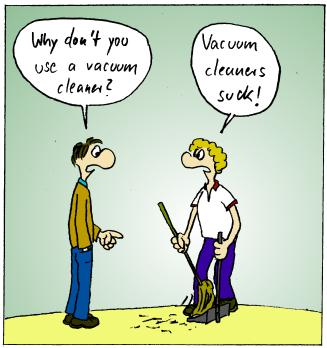 Why don't you
use a vacuum
cleaner?
Vacuum
cleaners
suck!